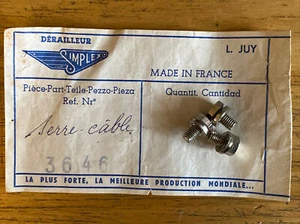 DÉRAILLEUR
SIMPLEX
L. JUY
MADE IN FRANCE
Pièce-Part-Teile-Pezzo-Pieza
Ref. Nrº
Quantit. Cantidad
Serre-câble
3646
LA PLUS FORTE, LA MEILLEURE PRODUCTION MONDIALE...